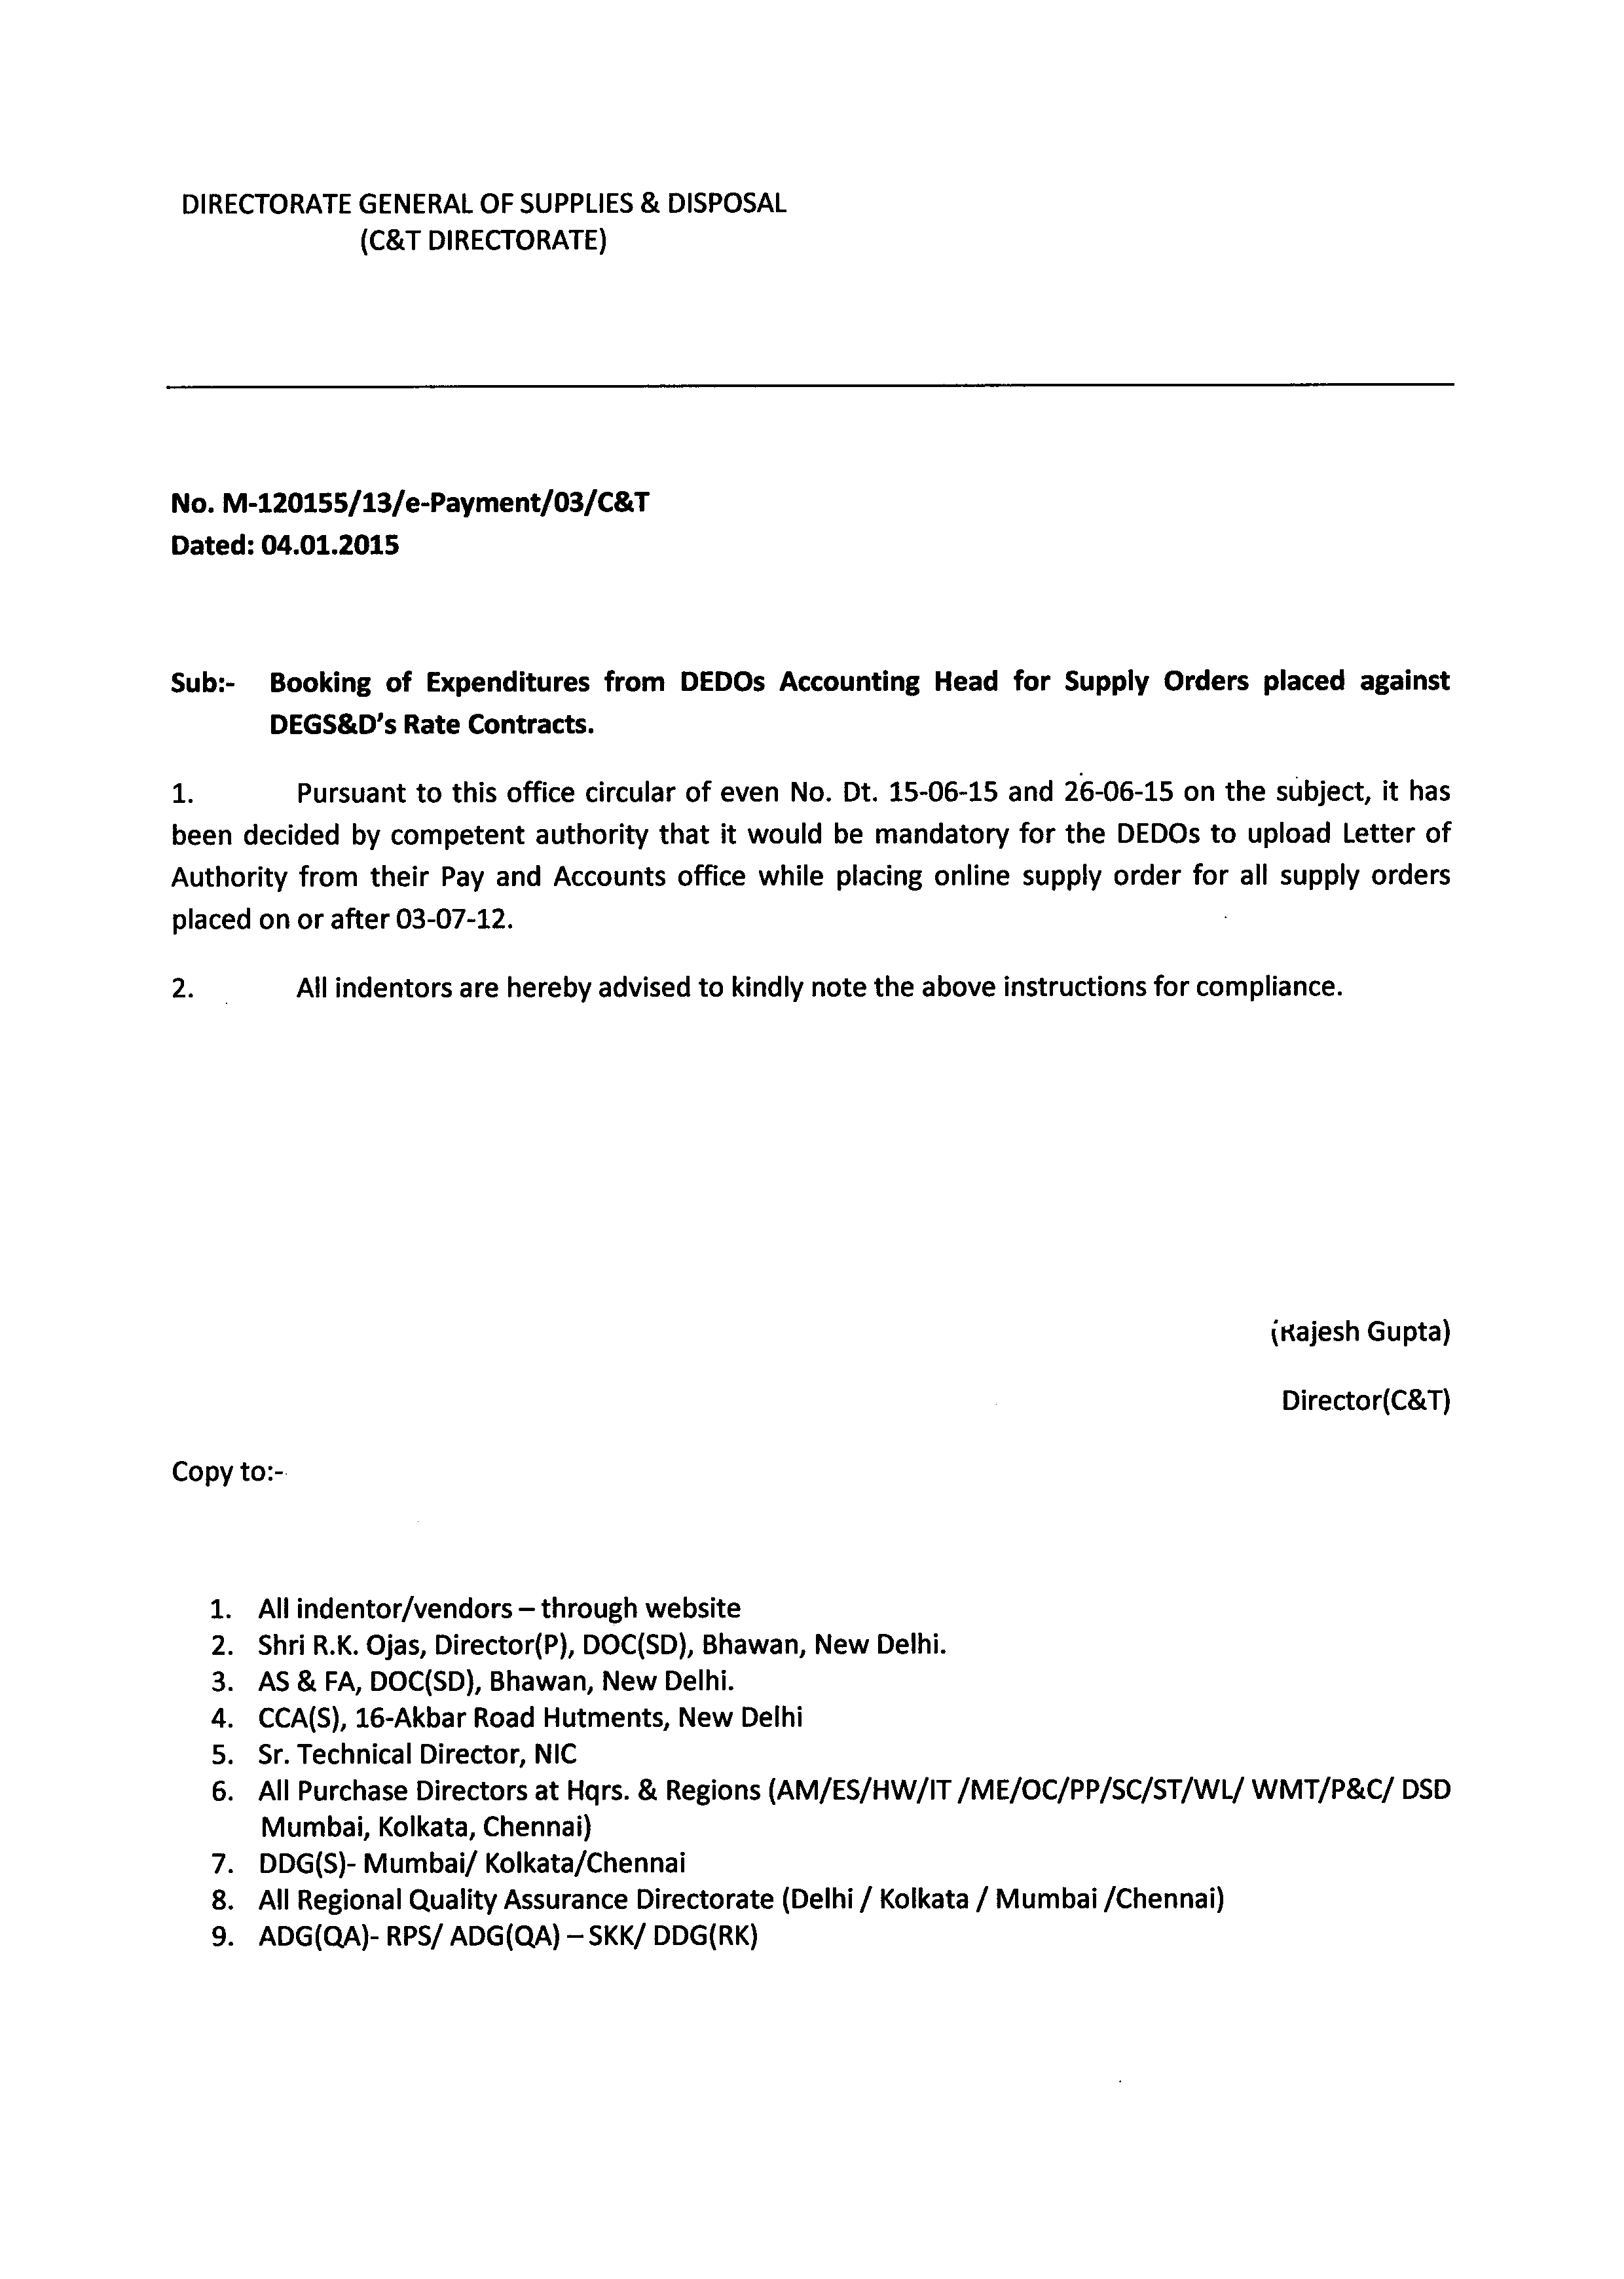 DIRECTORATE GENERAL OF SUPPLIES & DISPOSAL
(C&T DIRECTORATE)
No. M-120155/13/e-Payment/03/C&T
Dated: 04.01.2015
Sub:- Booking of Expenditures from DEDOs Accounting Head for Supply Orders placed against
DEGS&D's Rate Contracts.
1. Pursuant to this office circular of even No. Dt. 15-06-15 and 26-06-15 on the subject, it has
been decided by competent authority that it would be mandatory for the DEDOs to upload Letter of
Authority from their Pay and Accounts office while placing online supply order for all supply orders
placed on or after 03-07-12.
2. All indentors are hereby advised to kindly note the above instructions for compliance.
(Rajesh Gupta)
Director(C&T)
Copy to:-
1. All indentor/vendors – through website
2. Shri R.K. Ojas, Director(P), DOC(SD), Bhawan, New Delhi.
3. AS & FA, DOC(SD), Bhawan, New Delhi.
4. CCA(S), 16-Akbar Road Hutments, New Delhi
5. Sr. Technical Director, NIC
6. All Purchase Directors at Hqrs. & Regions (AM/ES/HW/IT /ME/OC/PP/SC/ST/WL/ WMT/P&C/ DSD
Mumbai, Kolkata, Chennai)
7. DDG(S)- Mumbai/ Kolkata/Chennai
8. All Regional Quality Assurance Directorate (Delhi / Kolkata / Mumbai /Chennai)
9. ADG(QA)- RPS/ ADG(QA) – SKK/ DDG(RK)